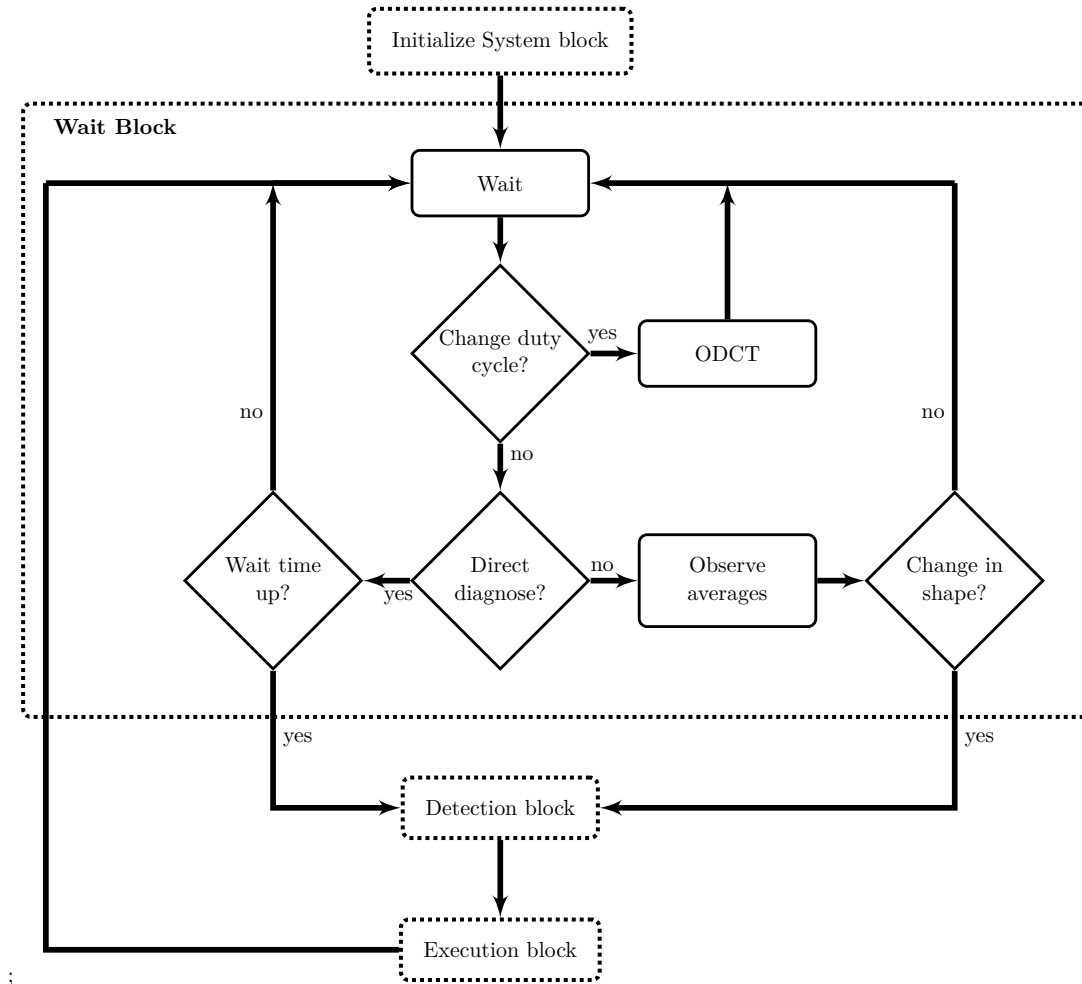 Initialize System block
Wait Block
Wait
Change duty
cycle?
yes
ODCT
no
no
no
Wait time
up?
yes
Direct
diagnose?
no
Observe
averages
Change in
shape?
yes
yes
Detection block
Execution block
;